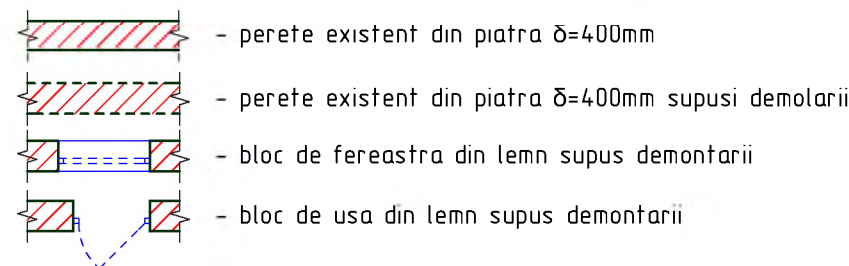 - perete existent din piatra δ=400mm
- perete existent din piatra δ=400mm supusi demolarii
- bloc de fereastra din lemn supus demontarii
- bloc de usa din lemn supus demontarii